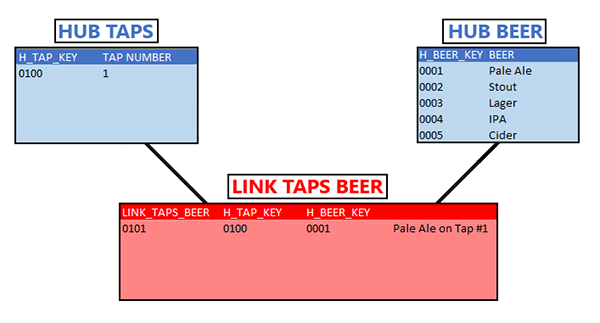 HUB TAPS
H_TAP_KEY TAP NUMBER
0100 1
HUB BEER
H_BEER_KEY BEER
0001 Pale Ale
0002 Stout
0003 Lager
0004 IPA
0005 Cider
LINK TAPS BEER
LINK_TAPS_BEER H_TAP_KEY H_BEER_KEY
0101 0100 0001 Pale Ale on Tap #1